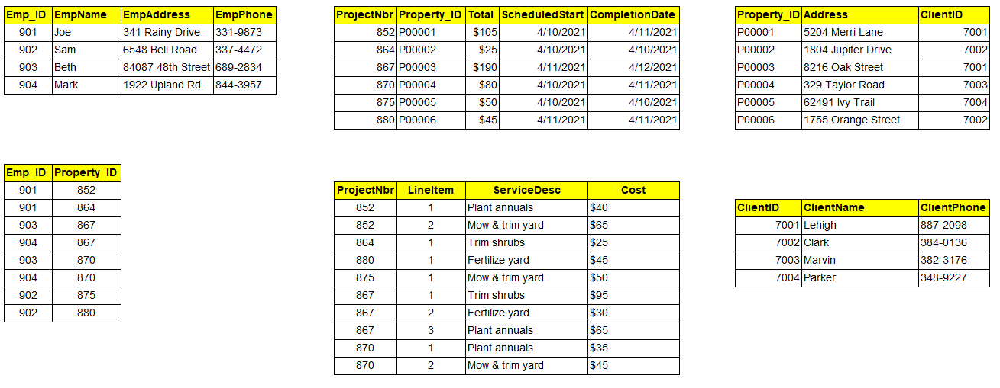 Emp_ID EmpName EmpAddress EmpPhone
901 Joe 341 Rainy Drive 331-9873
902 Sam 6548 Bell Road 337-4472
903 Beth 84087 48th Street 689-2834
904 Mark 1922 Upland Rd. 844-3957
ProjectNbr Property_ID Total ScheduledStart CompletionDate
852 P00001 $105 4/10/2021 4/11/2021
864 P00002 $25 4/10/2021 4/10/2021
867 P00003 $190 4/11/2021 4/12/2021
870 P00004 $80 4/10/2021 4/11/2021
875 P00005 $50 4/10/2021 4/10/2021
880 P00006 $45 4/11/2021 4/11/2021
Property_ID Address ClientID
P00001 5204 Merri Lane 7001
P00002 1804 Jupiter Drive 7002
P00003 8216 Oak Street 7001
P00004 329 Taylor Road 7003
P00005 62491 Ivy Trail 7004
P00006 1755 Orange Street 7002
Emp_ID Property_ID
901 852
901 864
903 867
904 867
903 870
904 870
902 875
902 880
ProjectNbr LineItem ServiceDesc Cost
852 1 Plant annuals $40
852 2 Mow & trim yard $65
864 1 Trim shrubs $25
880 1 Fertilize yard $45
875 1 Mow & trim yard $50
867 1 Trim shrubs $95
867 2 Fertilize yard $30
867 3 Plant annuals $65
870 1 Plant annuals $35
870 2 Mow & trim yard $45
ClientID ClientName ClientPhone
7001 Lehigh 887-2098
7002 Clark 384-0136
7003 Marvin 382-3176
7004 Parker 348-9227